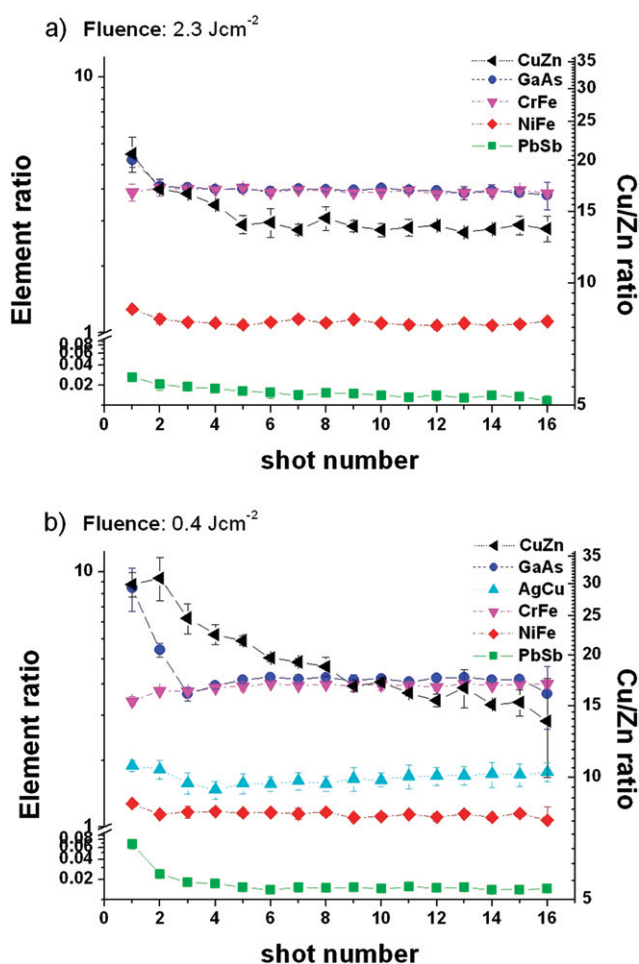 a) Fluence: 2.3 Jcm-2
CuZn
GaAs
CrFe
NiFe
PbSb
10
1
0.08
0.06
0.04
0.02
Element ratio
35
30
25
20
15
10
5
Cu/Zn ratio
0 2 4 6 8 10 12 14 16
shot number
b) Fluence: 0.4 Jcm-2
CuZn
GaAs
AgCu
CrFe
NiFe
PbSb
10
1
0.08
0.06
0.04
0.02
Element ratio
35
30
25
20
15
10
5
Cu/Zn ratio
0 2 4 6 8 10 12 14 16
shot number